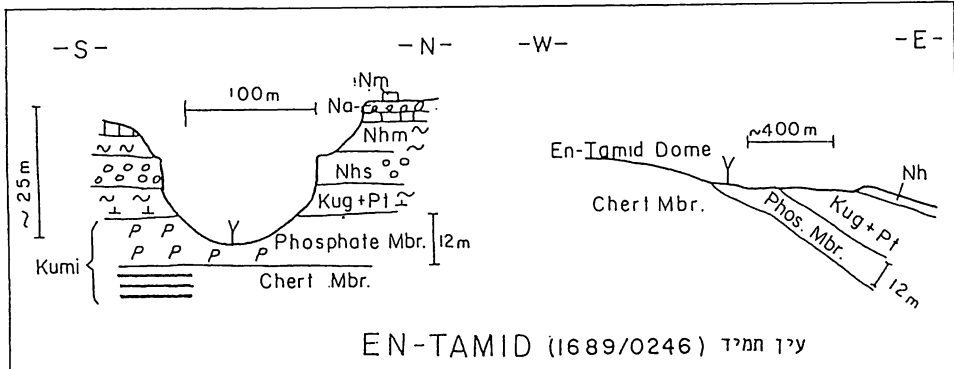 -S-
-N-
-W-
-E-
Nm
100m
Na
~400m
Nhm
En-Tamid Dome
Y
Nh
~25m
Nhs
Chert Mbr.
Kug+Pt
Kug+Pt
Phos. Mbr.
P P
Y
Phosphate Mbr.
12m
Kumi
P P P P
12m
Chert Mbr.
EN-TAMID (1689/0246) עין תמיד